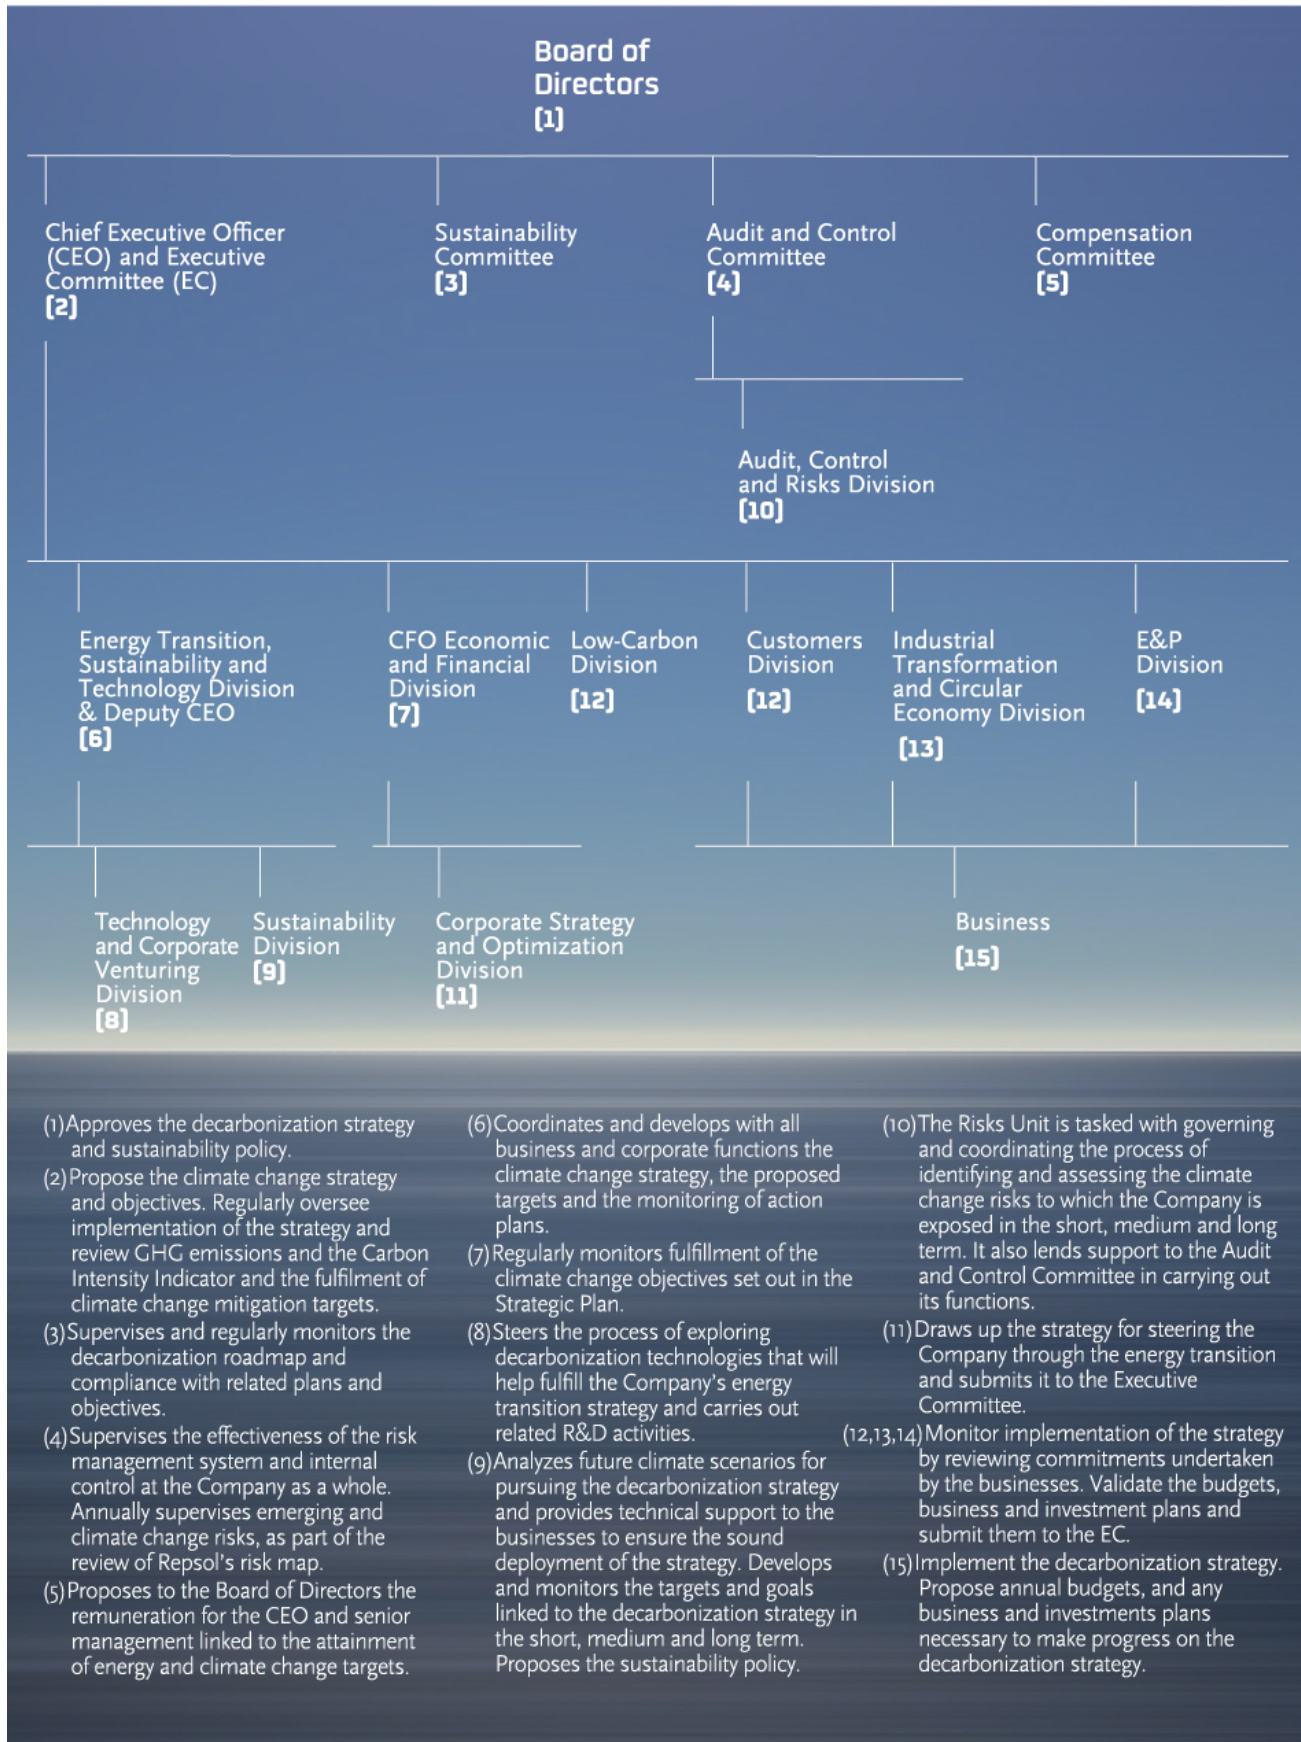 Board of
Directors
[1]
Chief Executive Officer
(CEO) and Executive
Committee (EC)
[2]
Sustainability
Committee
[3]
Audit and Control
Committee
[4]
Compensation
Committee
[5]
Audit, Control
and Risks Division
[10]
Energy Transition,
Sustainability and
Technology Division
& Deputy CEO
[6]
CFO Economic
and Financial
Division
[7]
Low-Carbon
Division
[12]
Customers
Division
[12]
Industrial
Transformation
and Circular
Economy Division
[13]
E&P
Division
[14]
Technology
and Corporate
Venturing
Division
[8]
Sustainability
Division
[9]
Corporate Strategy
and Optimization
Division
[11]
Business
[15]
(1)Approves the decarbonization strategy
and sustainability policy.
(2)Propose the climate change strategy
and objectives. Regularly oversee
implementation of the strategy and
review GHG emissions and the Carbon
Intensity Indicator and the fulfilment of
climate change mitigation targets.
(3)Supervises and regularly monitors the
decarbonization roadmap and
compliance with related plans and
objectives.
(4)Supervises the effectiveness of the risk
management system and internal
control at the Company as a whole.
Annually supervises emerging and
climate change risks, as part of the
review of Repsol's risk map.
(5)Proposes to the Board of Directors the
remuneration for the CEO and senior
management linked to the attainment
of energy and climate change targets.
(6)Coordinates and develops with all
business and corporate functions the
climate change strategy, the proposed
targets and the monitoring of action
plans.
(7)Regularly monitors fulfillment of the
climate change objectives set out in the
Strategic Plan.
(8)Steers the process of exploring
decarbonization technologies that will
help fulfill the Company's energy
transition strategy and carries out
related R&D activities.
(9)Analyzes future climate scenarios for
pursuing the decarbonization strategy
and provides technical support to the
businesses to ensure the sound
deployment of the strategy. Develops
and monitors the targets and goals
linked to the decarbonization strategy in
the short, medium and long term.
Proposes the sustainability policy.
(10)The Risks Unit is tasked with governing
and coordinating the process of
identifying and assessing the climate
change risks to which the Company is
exposed in the short, medium and long
term. It also lends support to the Audit
and Control Committee in carrying out
its functions.
(11)Draws up the strategy for steering the
Company through the energy transition
and submits it to the Executive
Committee.
(12,13,14)Monitor implementation of the strategy
by reviewing commitments undertaken
by the businesses. Validate the budgets,
business and investment plans and
submit them to the EC.
(15)Implement the decarbonization strategy.
Propose annual budgets, and any
business and investments plans
necessary to make progress on the
decarbonization strategy.